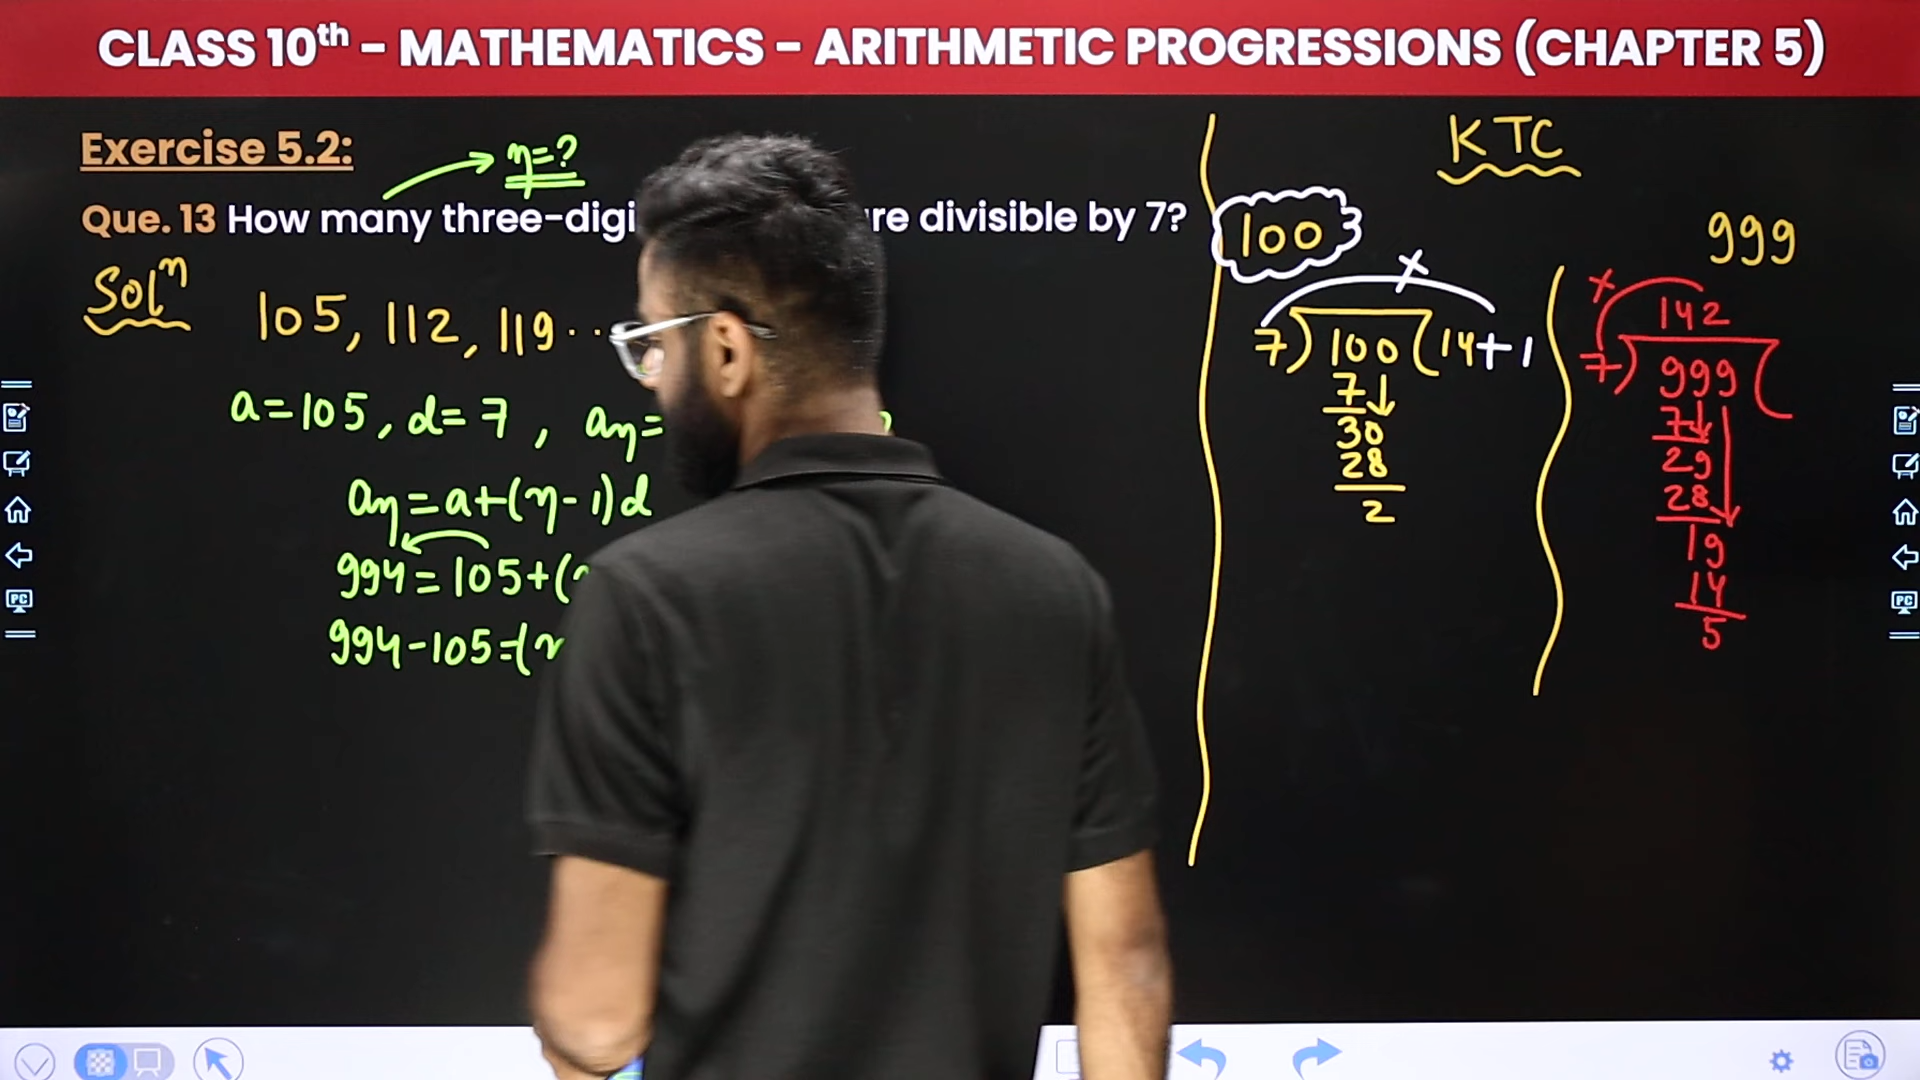 CLASS 10th - MATHEMATICS - ARITHMETIC PROGRESSIONS (CHAPTER 5)
Exercise 5.2:
n=?
Que. 13 How many three-digi re divisible by 7?
Solⁿ
105, 112, 119..
a=105, d=7, an=
an=a+(n-1)d
994=105+(
994-105=(n
KTC
100
7)100(14+1
7
30
28
2
999
142
7)999(
7
29
28
19
14
5
PC
PC